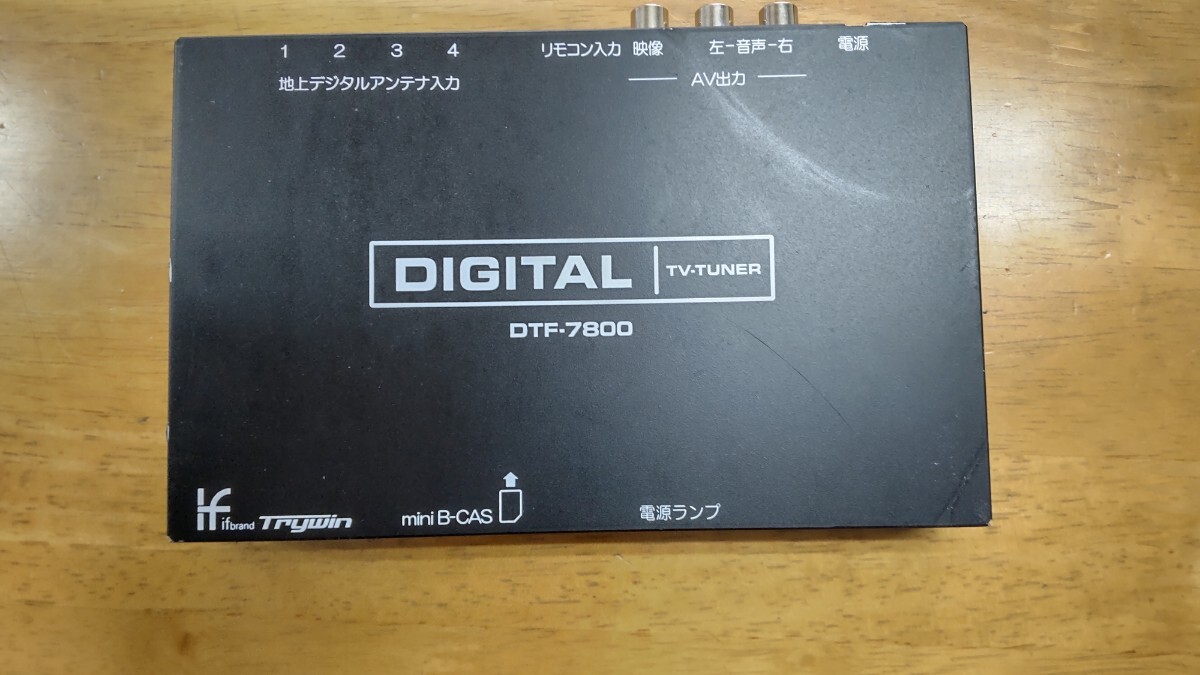 1 2 3 4 リモコン入力 映像 左-音声-右 電源
地上デジタルアンテナ入力 AV出力
DIGITAL TV-TUNER
DTF-7800
if ifbrand Trywin mini B-CAS 電源ランプ